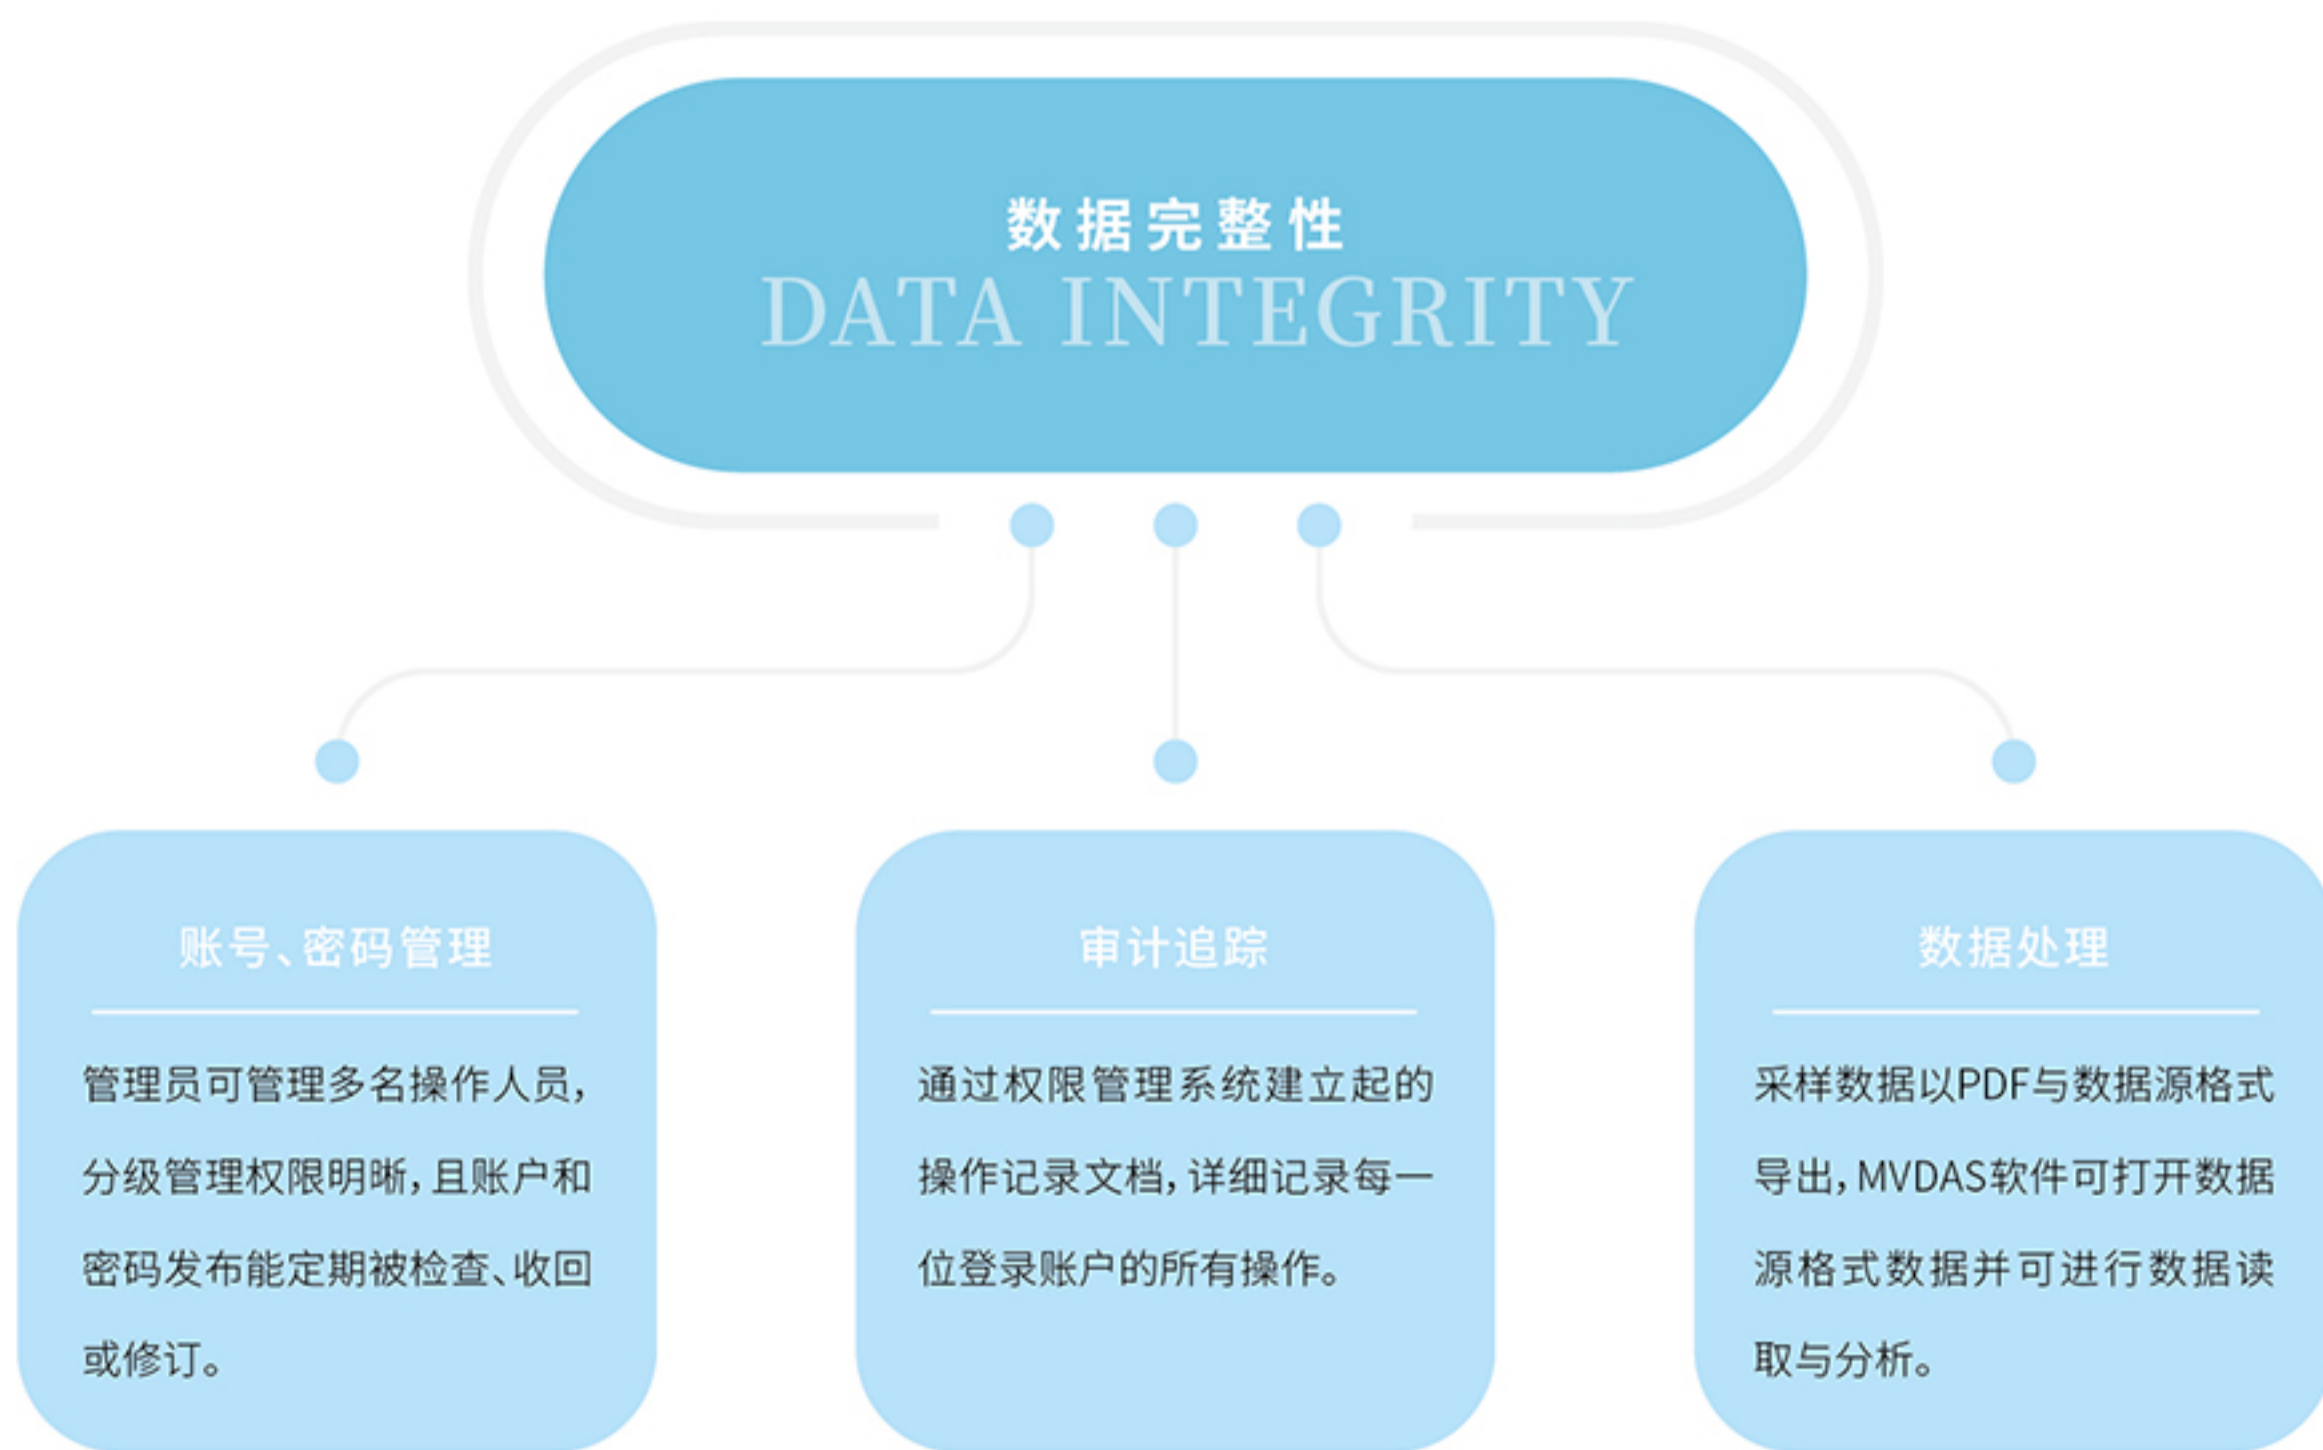 数据完整性
DATA INTEGRITY
账号、密码管理
管理员可管理多名操作人员,
分级管理权限明晰,且账户和
密码发布能定期被检查、收回
或修订。
审计追踪
通过权限管理系统建立起的
操作记录文档,详细记录每一
位登录账户的所有操作。
数据处理
采样数据以PDF与数据源格式
导出,MVDAS软件可打开数据
源格式数据并可进行数据读
取与分析。